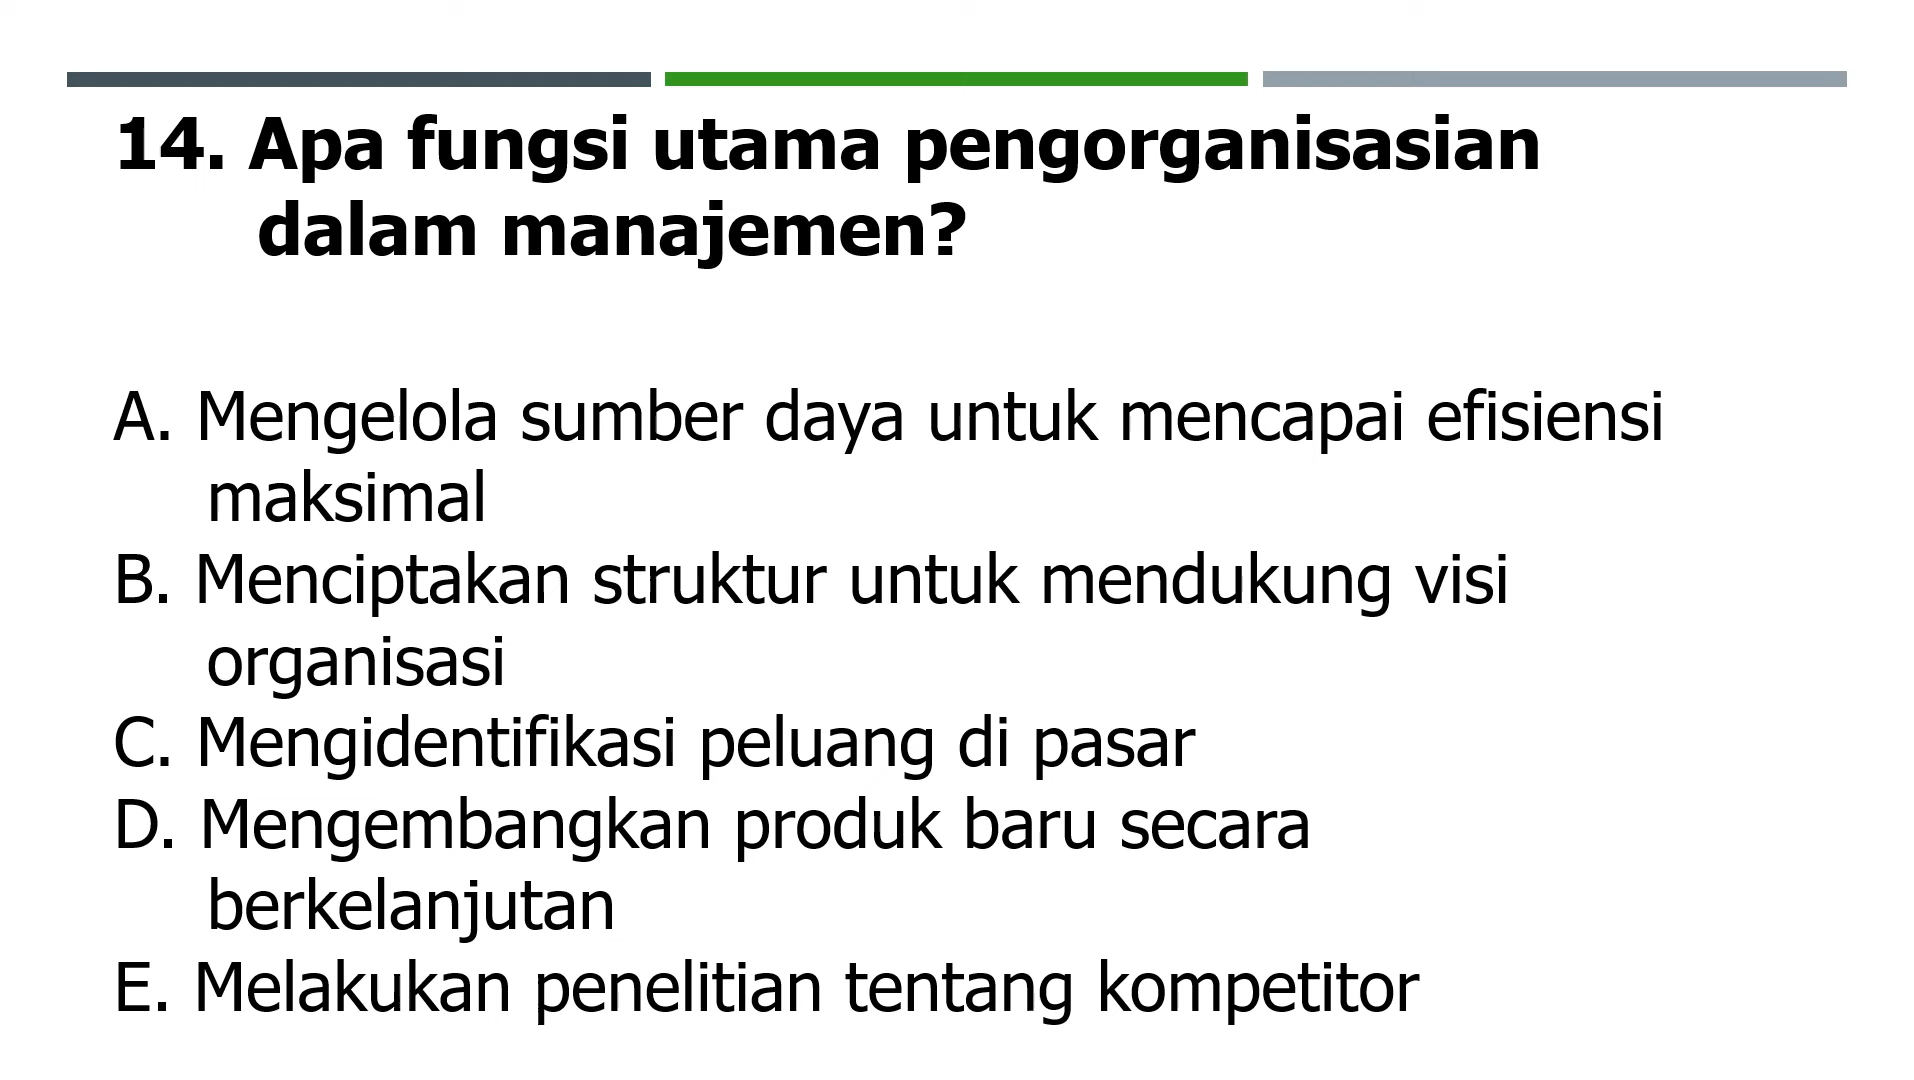 14. Apa fungsi utama pengorganisasian
dalam manajemen?
A. Mengelola sumber daya untuk mencapai efisiensi
maksimal
B. Menciptakan struktur untuk mendukung visi
organisasi
C. Mengidentifikasi peluang di pasar
D. Mengembangkan produk baru secara
berkelanjutan
E. Melakukan penelitian tentang kompetitor